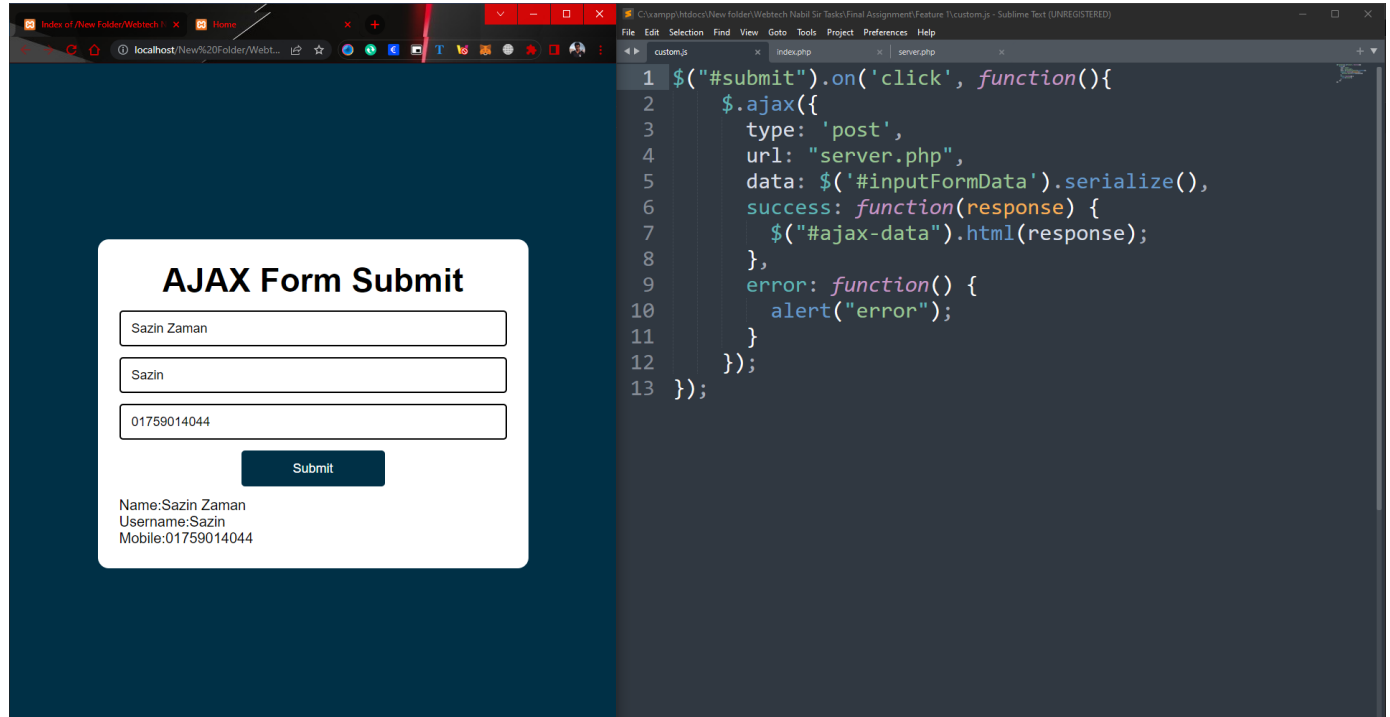 Index of /New Folder/Webtech N
Home
localhost/New%20Folder/Webt...
AJAX Form Submit
Sazin Zaman
Sazin
01759014044
Submit
Name:Sazin Zaman
Username:Sazin
Mobile:01759014044
C:\xampp\htdocs\New folder\Webtech Nabil Sir Tasks\Final Assignment\Feature 1\custom.js - Sublime Text (UNREGISTERED)
File Edit Selection Find View Goto Tools Project Preferences Help
custom.js index.php server.php
1 $("#submit").on('click', function(){
2 $.ajax({
3 type: 'post',
4 url: "server.php",
5 data: $('#inputFormData').serialize(),
6 success: function(response) {
7 $("#ajax-data").html(response);
8 },
9 error: function() {
10 alert("error");
11 }
12 });
13 });